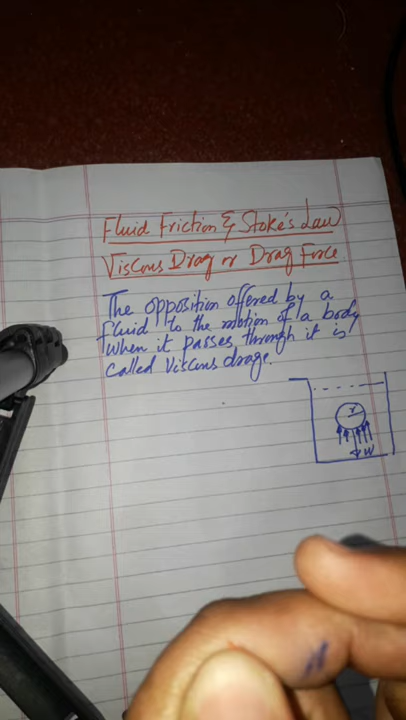 Fluid Friction & Stoke's Law
Viscous Drag or Drag Force
The opposition offered by a
fluid to the motion of a body
when it passes through it is
called Viscous drage.
r
W